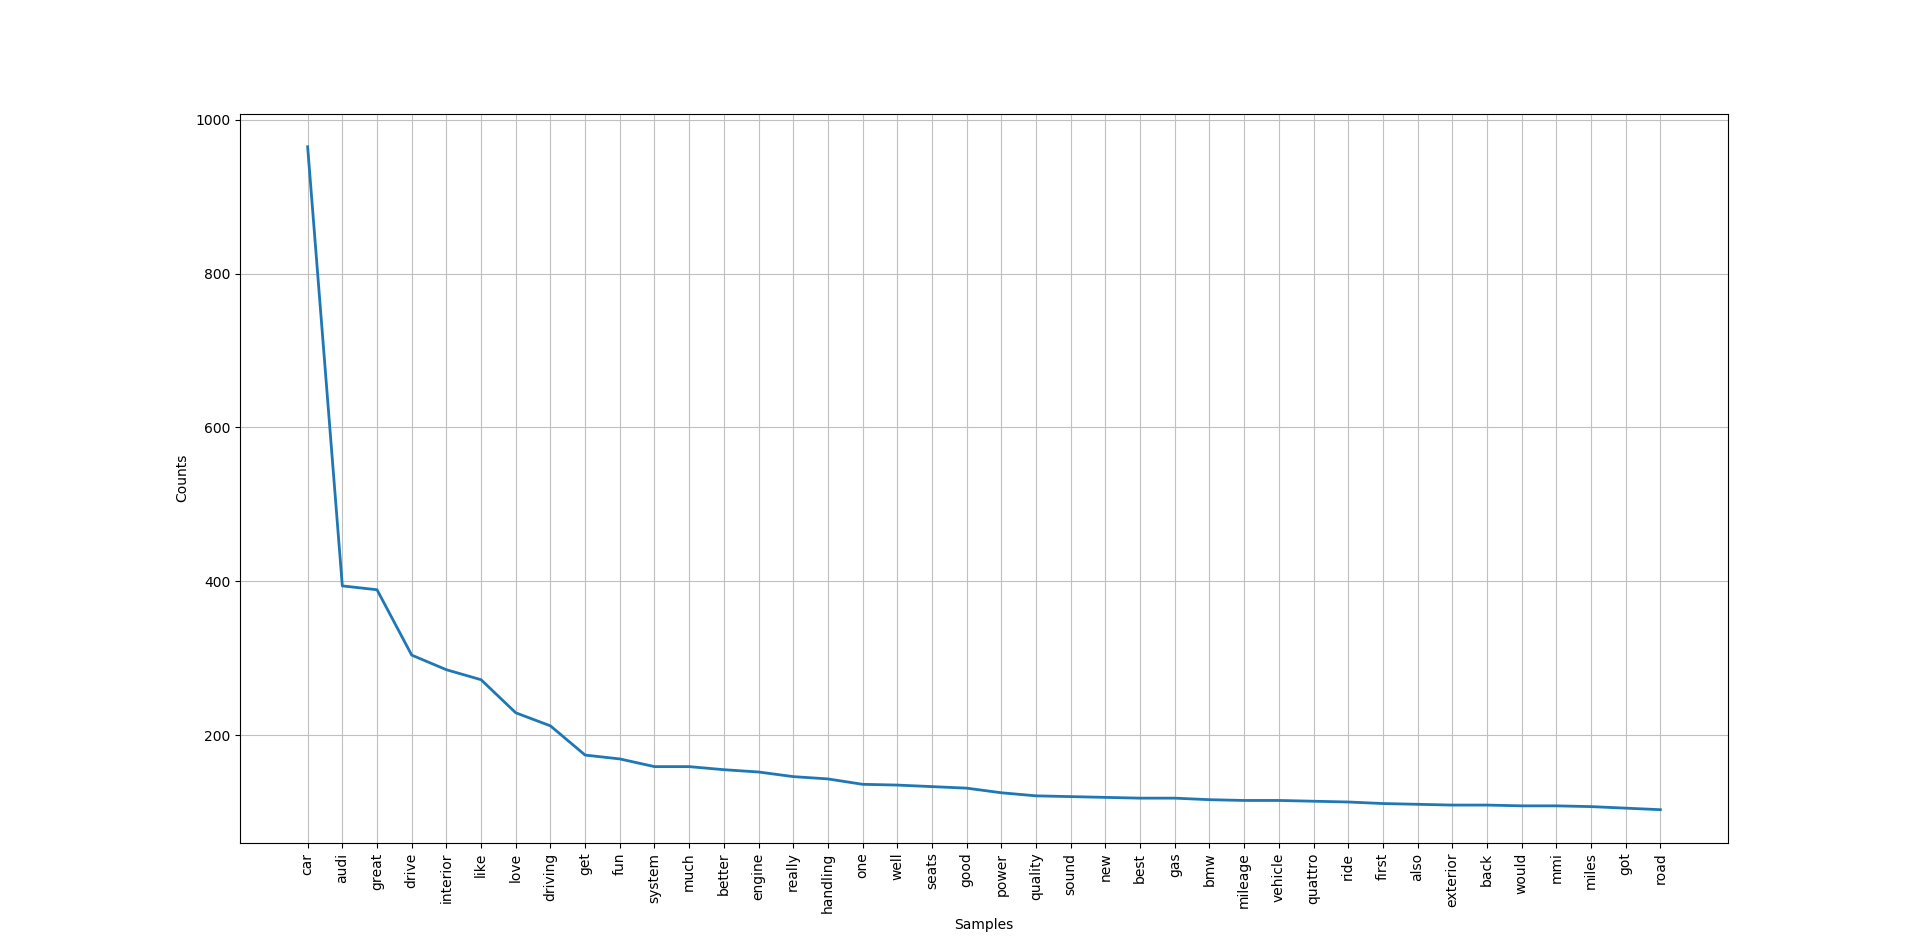 1000
800
600
400
200
Counts
car
audi
great
drive
interior
like
love
driving
get
fun
system
much
better
engine
really
handling
one
well
seats
good
power
quality
sound
new
best
gas
bmw
mileage
vehicle
quattro
ride
first
also
exterior
back
would
mmi
miles
got
road
Samples